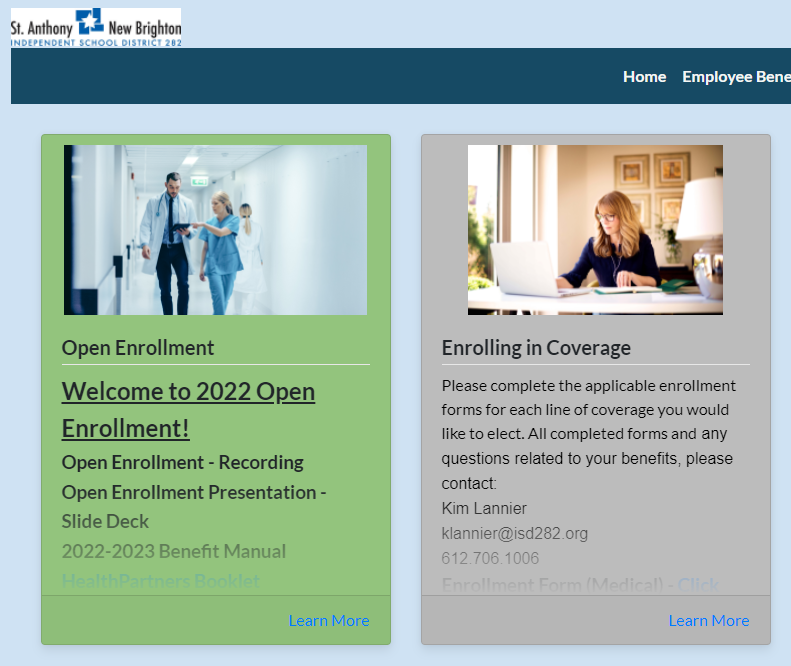 St. Anthony New Brighton
INDEPENDENT SCHOOL DISTRICT 282
Home Employee Bene
Open Enrollment
Welcome to 2022 Open
Enrollment!
Open Enrollment - Recording
Open Enrollment Presentation -
Slide Deck
2022-2023 Benefit Manual
HealthPartners Booklet
Learn More
Enrolling in Coverage
Please complete the applicable enrollment
forms for each line of coverage you would
like to elect. All completed forms and any
questions related to your benefits, please
contact:
Kim Lannier
klannier@isd282.org
612.706.1006
Enrollment Form (Medical) - Click
Learn More